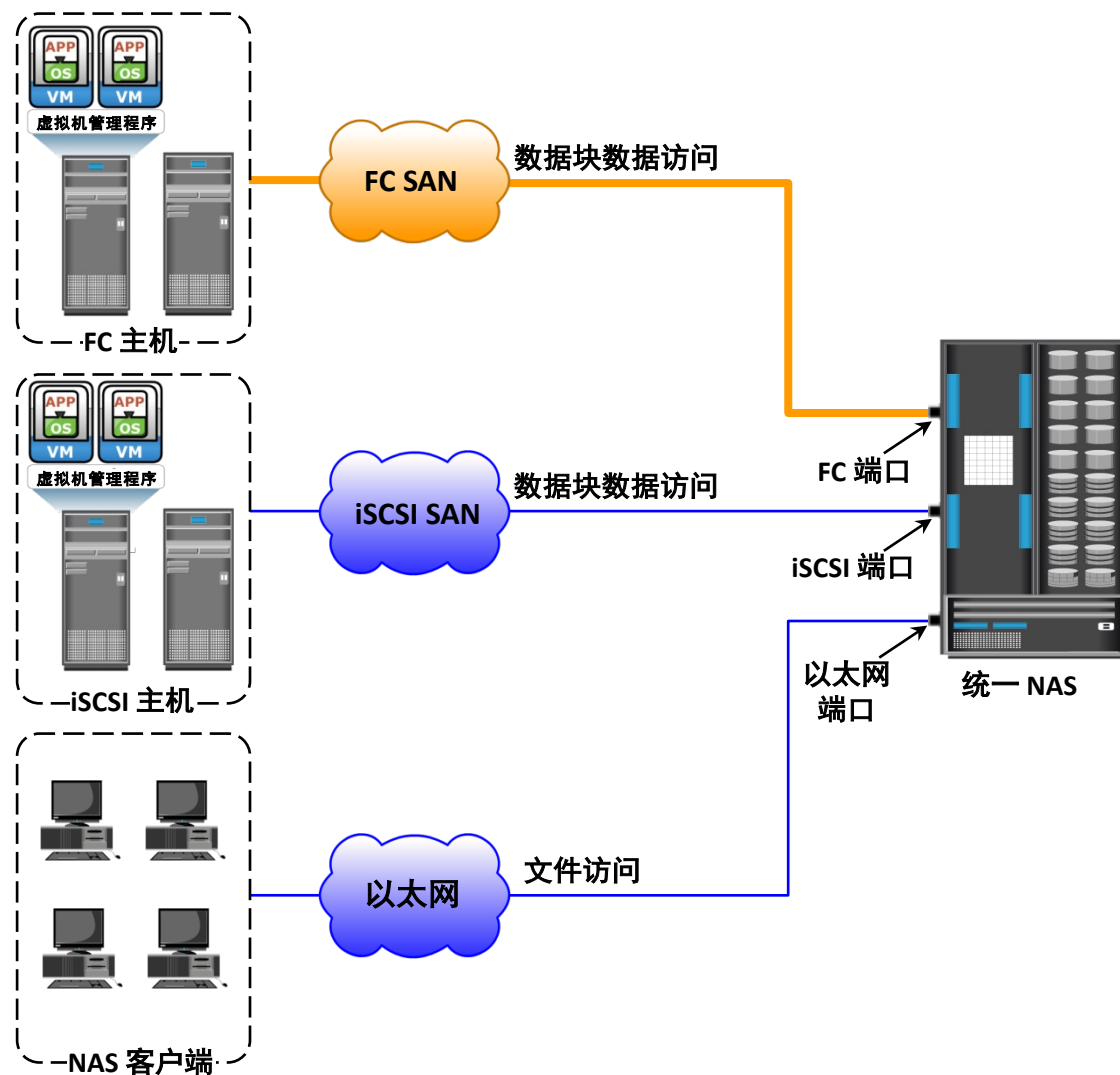 APP
APP
OS
OS
VM
VM
虚拟机管理程序
FC SAN
数据块数据访问
FC 主机
FC 端口
APP
APP
OS
OS
VM
VM
虚拟机管理程序
iSCSI SAN
数据块数据访问
iSCSI 端口
iSCSI 主机
以太网
端口
统一 NAS
以太网
文件访问
NAS 客户端